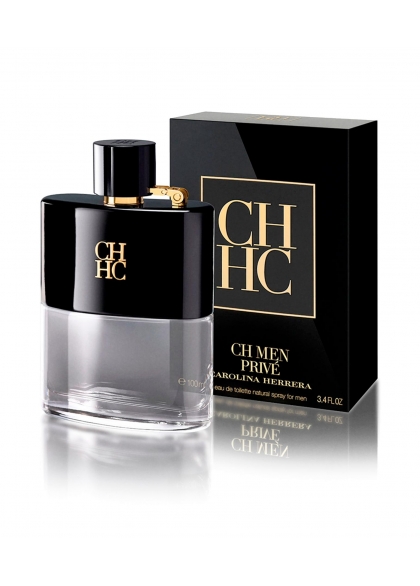 CH
HC
℮ 100
CH
HC
CH MEN
PRIVÉ
CAROLINA HERRERA
eau de toilette natural spray for men
3.4 FL.OZ